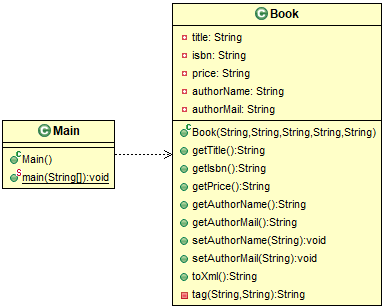 Main
Main()
main(String[]):void
Book
title: String
isbn: String
price: String
authorName: String
authorMail: String
Book(String,String,String,String,String)
getTitle():String
getIsbn():String
getPrice():String
getAuthorName():String
getAuthorMail():String
setAuthorName(String):void
setAuthorMail(String):void
toXml():String
tag(String,String):String